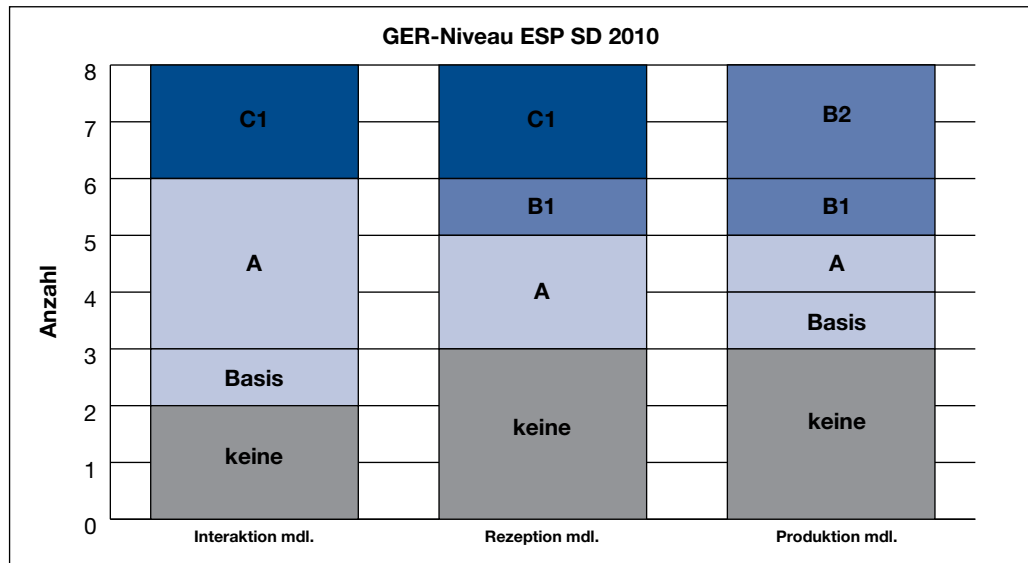 GER-Niveau ESP SD 2010
Anzahl
8
7
6
5
4
3
2
1
0
C1
A
Basis
keine
C1
B1
A
keine
B2
B1
A
Basis
keine
Interaktion mdl.
Rezeption mdl.
Produktion mdl.